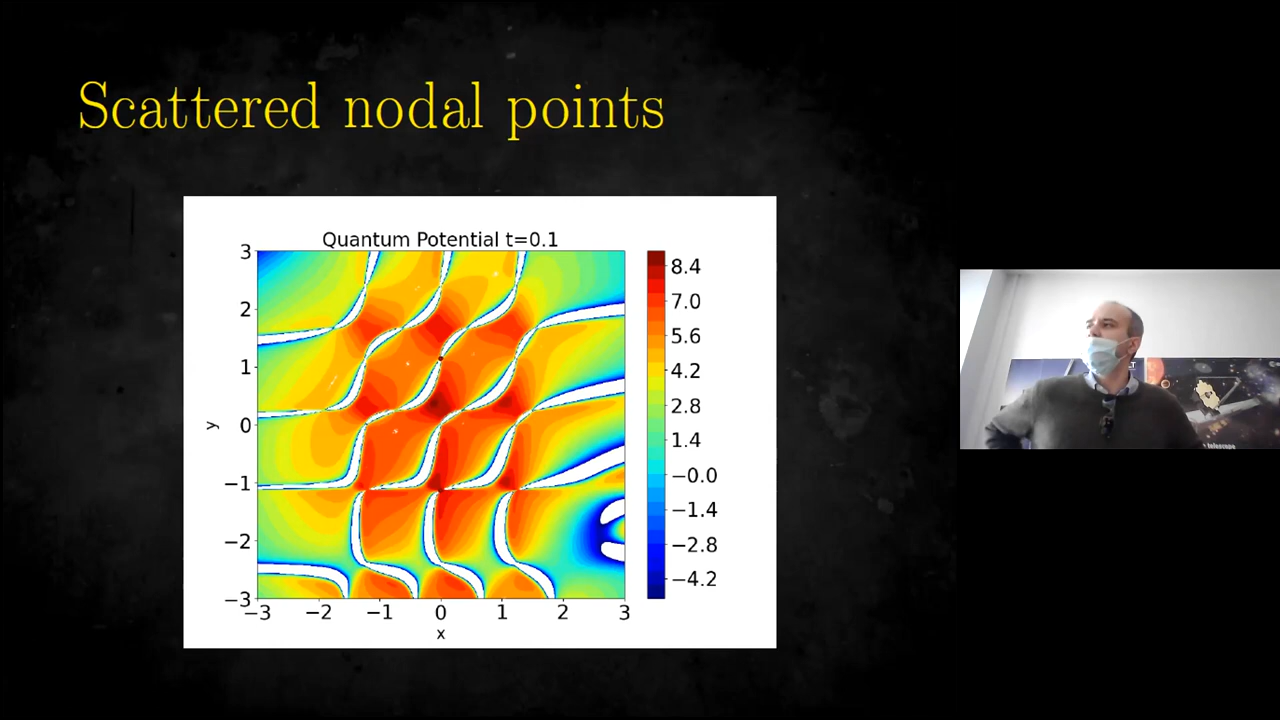 Scattered nodal points
Quantum Potential t=0.1
3
2
1
0
−1
−2
−3
y
−3 −2 −1 0 1 2 3
x
8.4
7.0
5.6
4.2
2.8
1.4
−0.0
−1.4
−2.8
−4.2
telescope